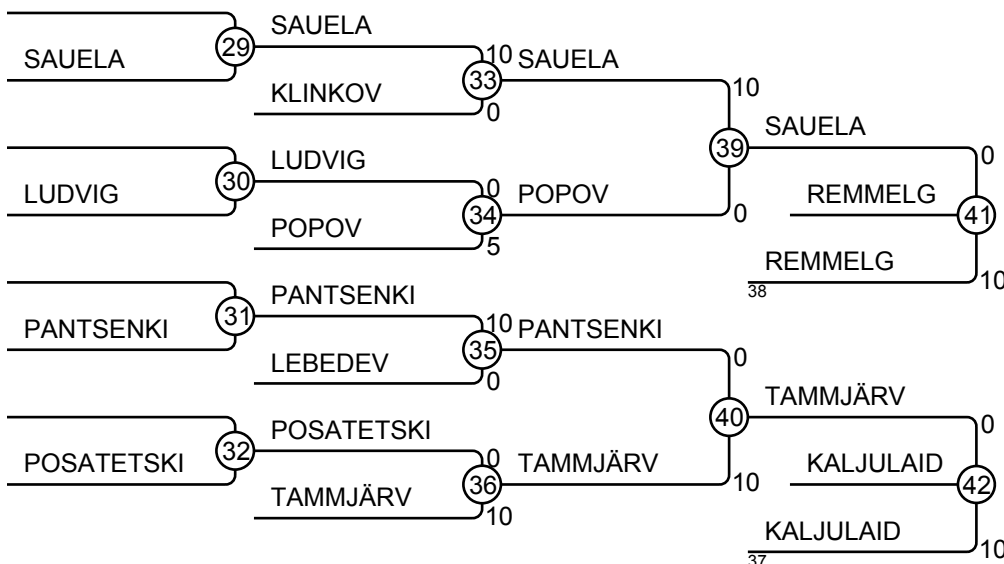 SAUELA
29
SAUELA
10
KLINKOV
33
0
SAUELA
10
LUDVIG
30
LUDVIG
0
POPOV
34
5
POPOV
39
0
SAUELA
0
REMMELG
41
REMMELG
38
10
PANTSENKI
31
PANTSENKI
10
LEBEDEV
35
0
PANTSENKI
0
POSATETSKI
32
POSATETSKI
0
TAMMJÄRV
36
10
TAMMJÄRV
40
10
TAMMJÄRV
0
KALJULAID
42
KALJULAID
37
10